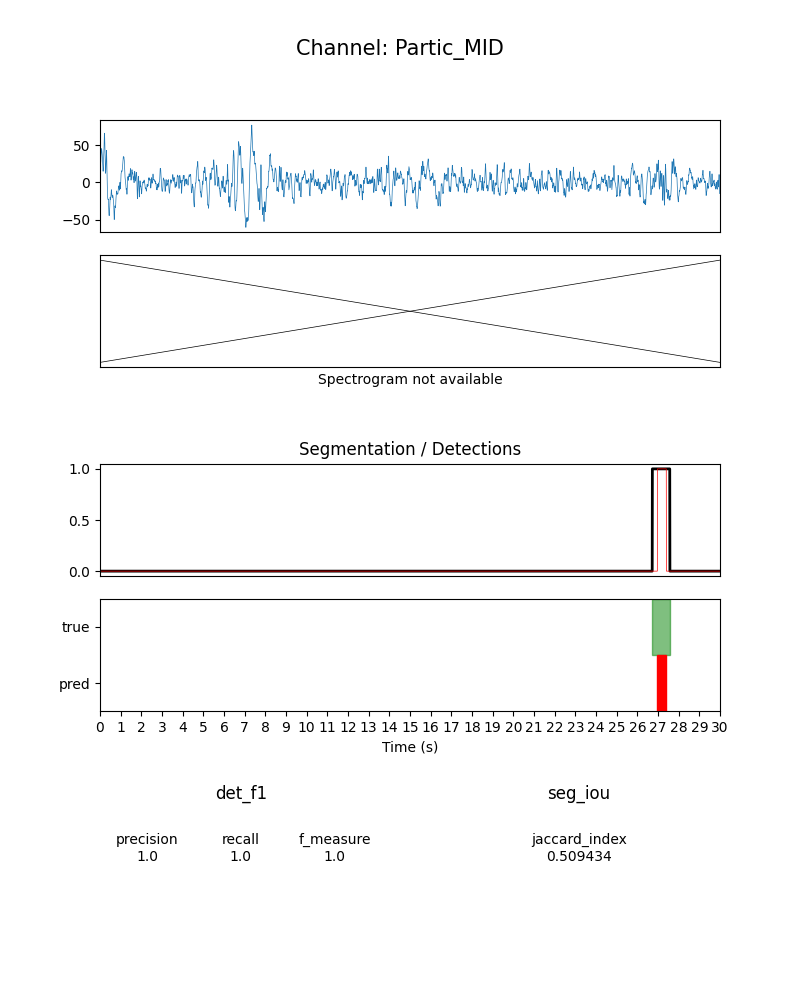 Channel: Partic_MID
50
0
−50
Spectrogram not available
Segmentation / Detections
1.0
0.5
0.0
true
pred
0 1 2 3 4 5 6 7 8 9 10 11 12 13 14 15 16 17 18 19 20 21 22 23 24 25 26 27 28 29 30
Time (s)
det_f1 seg_iou
precision recall f_measure jaccard_index
1.0 1.0 1.0 0.509434